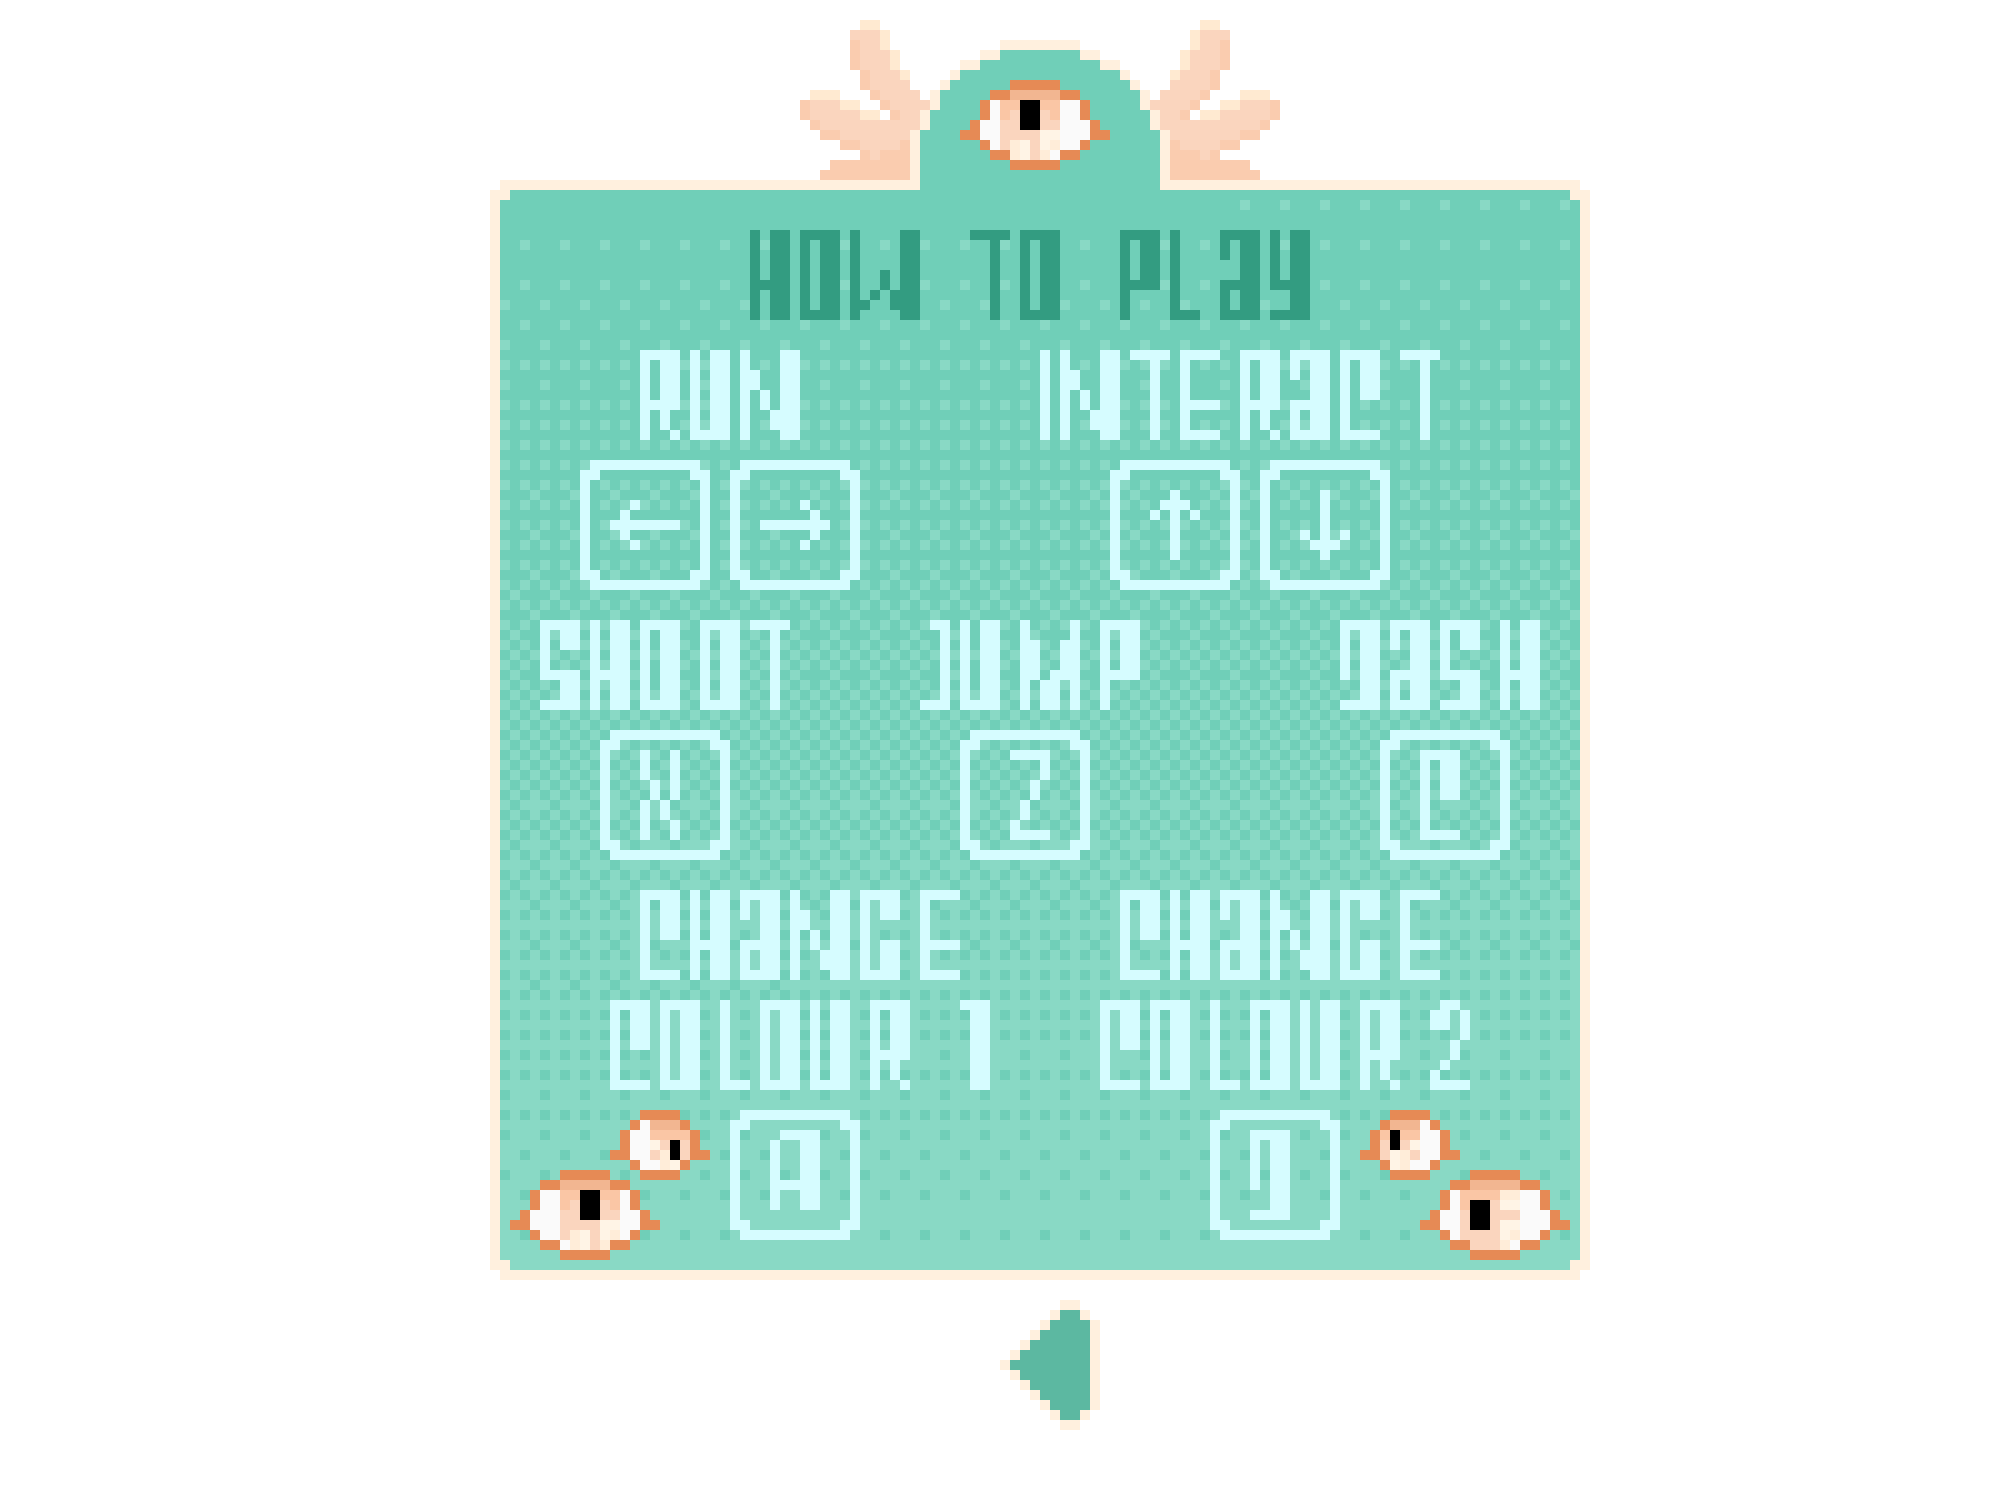 HOW TO PLaY
RUN INTERaCT
← → ↑ ↓
SHOOT JUMP DaSH
X Z C
CHaNGE CHaNGE
COLOUR 1 COLOUR 2
A D